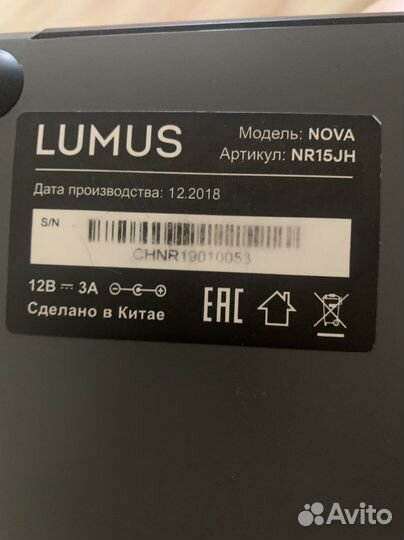 LUMUS
Модель: NOVA
Артикул: NR15JH
Дата производства: 12.2018
S/N
CHNR19010053
12В ⎓ 3А
Сделано в Китае
EAC
Avito